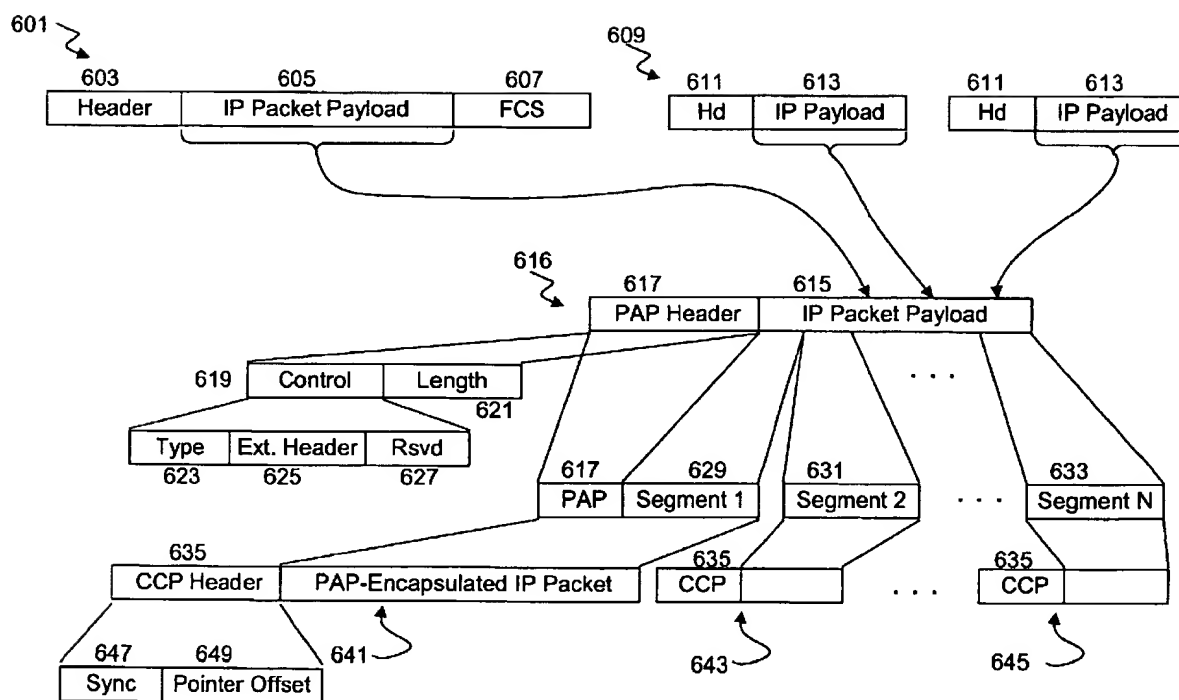 601
609
603 605 607
611 613
611 613
Header IP Packet Payload FCS
Hd IP Payload
Hd IP Payload
616
617 615
PAP Header IP Packet Payload
619 Control Length
621
. . .
Type Ext. Header Rsvd
623 625 627
617 629
631
633
PAP Segment 1
Segment 2
. . .
Segment N
635
635
635
CCP Header PAP-Encapsulated IP Packet
CCP
. . .
CCP
647 649
641
643
645
Sync Pointer Offset